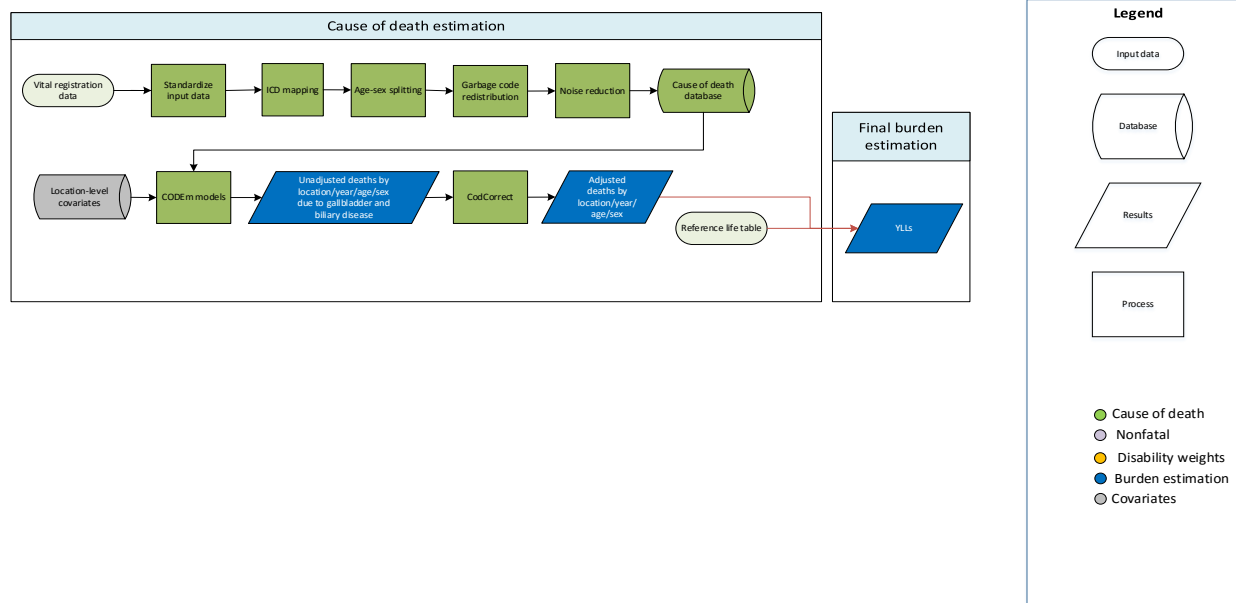 Cause of death estimation
Vital registration
data
Standardize
input data
ICD mapping
Age-sex splitting
Garbage code
redistribution
Noise reduction
Cause of death
database
Location-level
covariates
CODEm models
Unadjusted deaths by
location/year/age/sex
due to gallbladder and
biliary disease
CodCorrect
Adjusted
deaths by
location/year/
age/sex
Reference life table
Final burden
estimation
YLLs
Legend
Input data
Database
Results
Process
Cause of death
Nonfatal
Disability weights
Burden estimation
Covariates